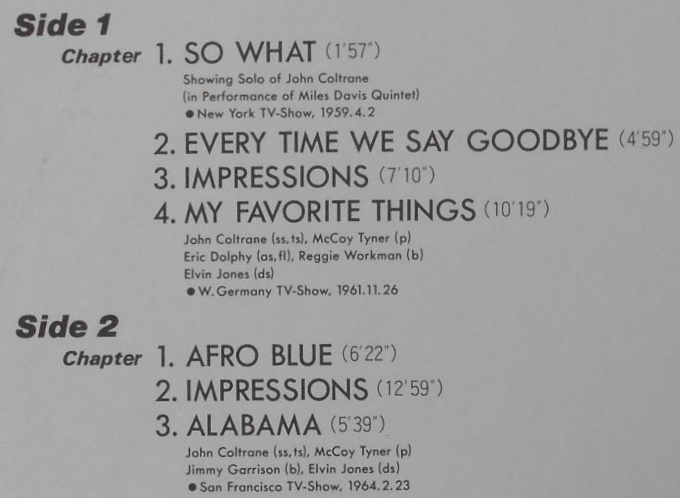 Side 1
Chapter 1. SO WHAT (1'57")
Showing Solo of John Coltrane
(in Performance of Miles Davis Quintet)
● New York TV-Show, 1959.4.2
2. EVERY TIME WE SAY GOODBYE (4'59")
3. IMPRESSIONS (7'10")
4. MY FAVORITE THINGS (10'19")
John Coltrane (ss,ts), McCoy Tyner (p)
Eric Dolphy (as,fl), Reggie Workman (b)
Elvin Jones (ds)
● W.Germany TV-Show, 1961.11.26
Side 2
Chapter 1. AFRO BLUE (6'22")
2. IMPRESSIONS (12'59")
3. ALABAMA (5'39")
John Coltrane (ss,ts), McCoy Tyner (p)
Jimmy Garrison (b), Elvin Jones (ds)
● San Francisco TV-Show, 1964.2.23